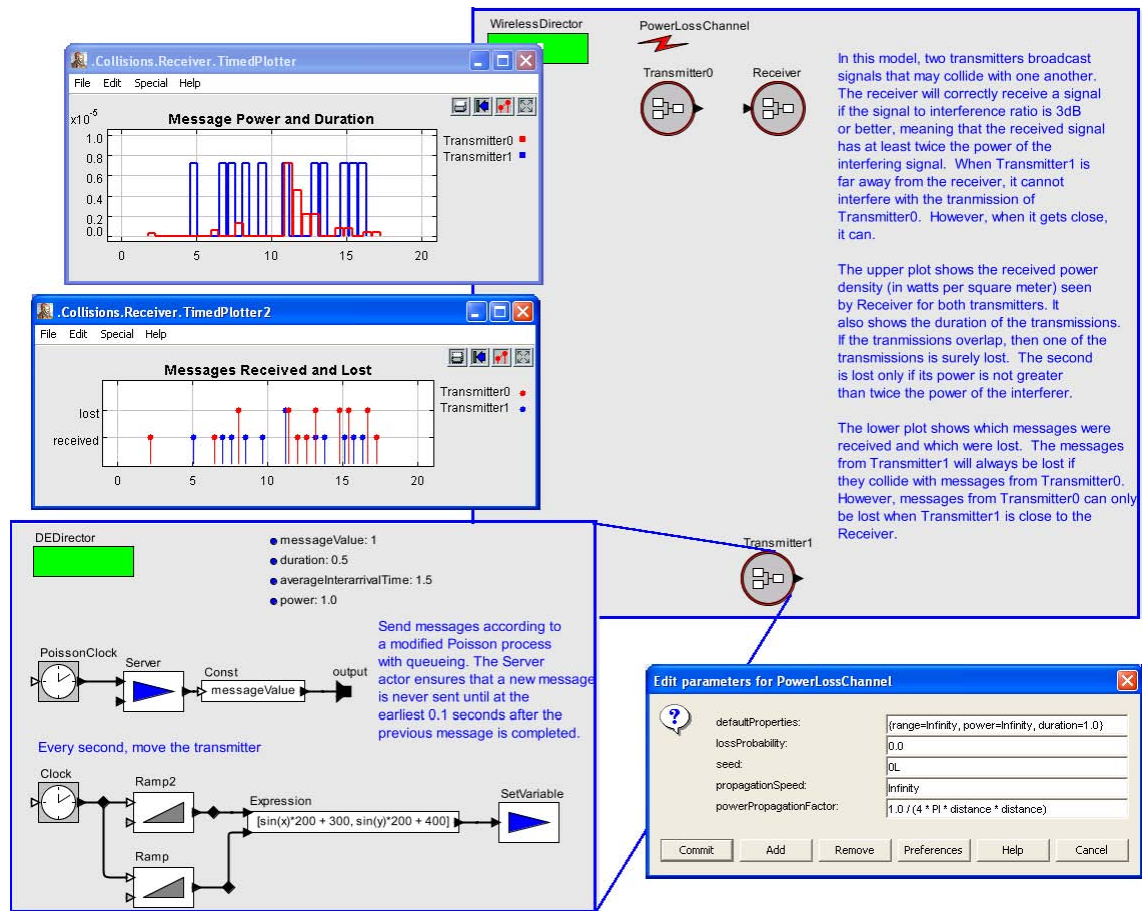 WirelessDirector
PowerLossChannel
Transmitter0
Receiver
In this model, two transmitters broadcast
signals that may collide with one another.
The receiver will correctly receive a signal
if the signal to interference ratio is 3dB
or better, meaning that the received signal
has at least twice the power of the
interfering signal. When Transmitter1 is
far away from the receiver, it cannot
interfere with the tranmission of
Transmitter0. However, when it gets close,
it can.
The upper plot shows the received power
density (in watts per square meter) seen
by Receiver for both transmitters. It
also shows the duration of the transmissions.
If the tranmissions overlap, then one of the
transmissions is surely lost. The second
is lost only if its power is not greater
than twice the power of the interferer.
The lower plot shows which messages were
received and which were lost. The messages
from Transmitter1 will always be lost if
they collide with messages from Transmitter0.
However, messages from Transmitter0 can only
be lost when Transmitter1 is close to the
Receiver.
Transmitter1
.Collisions.Receiver.TimedPlotter
File Edit Special Help
Message Power and Duration
x10^-5
1.0
0.8
0.6
0.4
0.2
0.0
0 5 10 15 20
Transmitter0
Transmitter1
.Collisions.Receiver.TimedPlotter2
File Edit Special Help
Messages Received and Lost
lost
received
0 5 10 15 20
Transmitter0
Transmitter1
DEDirector
messageValue: 1
duration: 0.5
averageInterarrivalTime: 1.5
power: 1.0
Send messages according to
a modified Poisson process
with queueing. The Server
actor ensures that a new message
is never sent until at the
earliest 0.1 seconds after the
previous message is completed.
PoissonClock
Server
Const
messageValue
output
Every second, move the transmitter
Clock
Ramp2
Ramp
Expression
[sin(x)*200 + 300, sin(y)*200 + 400]
SetVariable
Edit parameters for PowerLossChannel
defaultProperties: {range=Infinity, power=Infinity, duration=1.0}
lossProbability: 0.0
seed: 0L
propagationSpeed: Infinity
powerPropagationFactor: 1.0 / (4 * PI * distance * distance)
Commit Add Remove Preferences Help Cancel